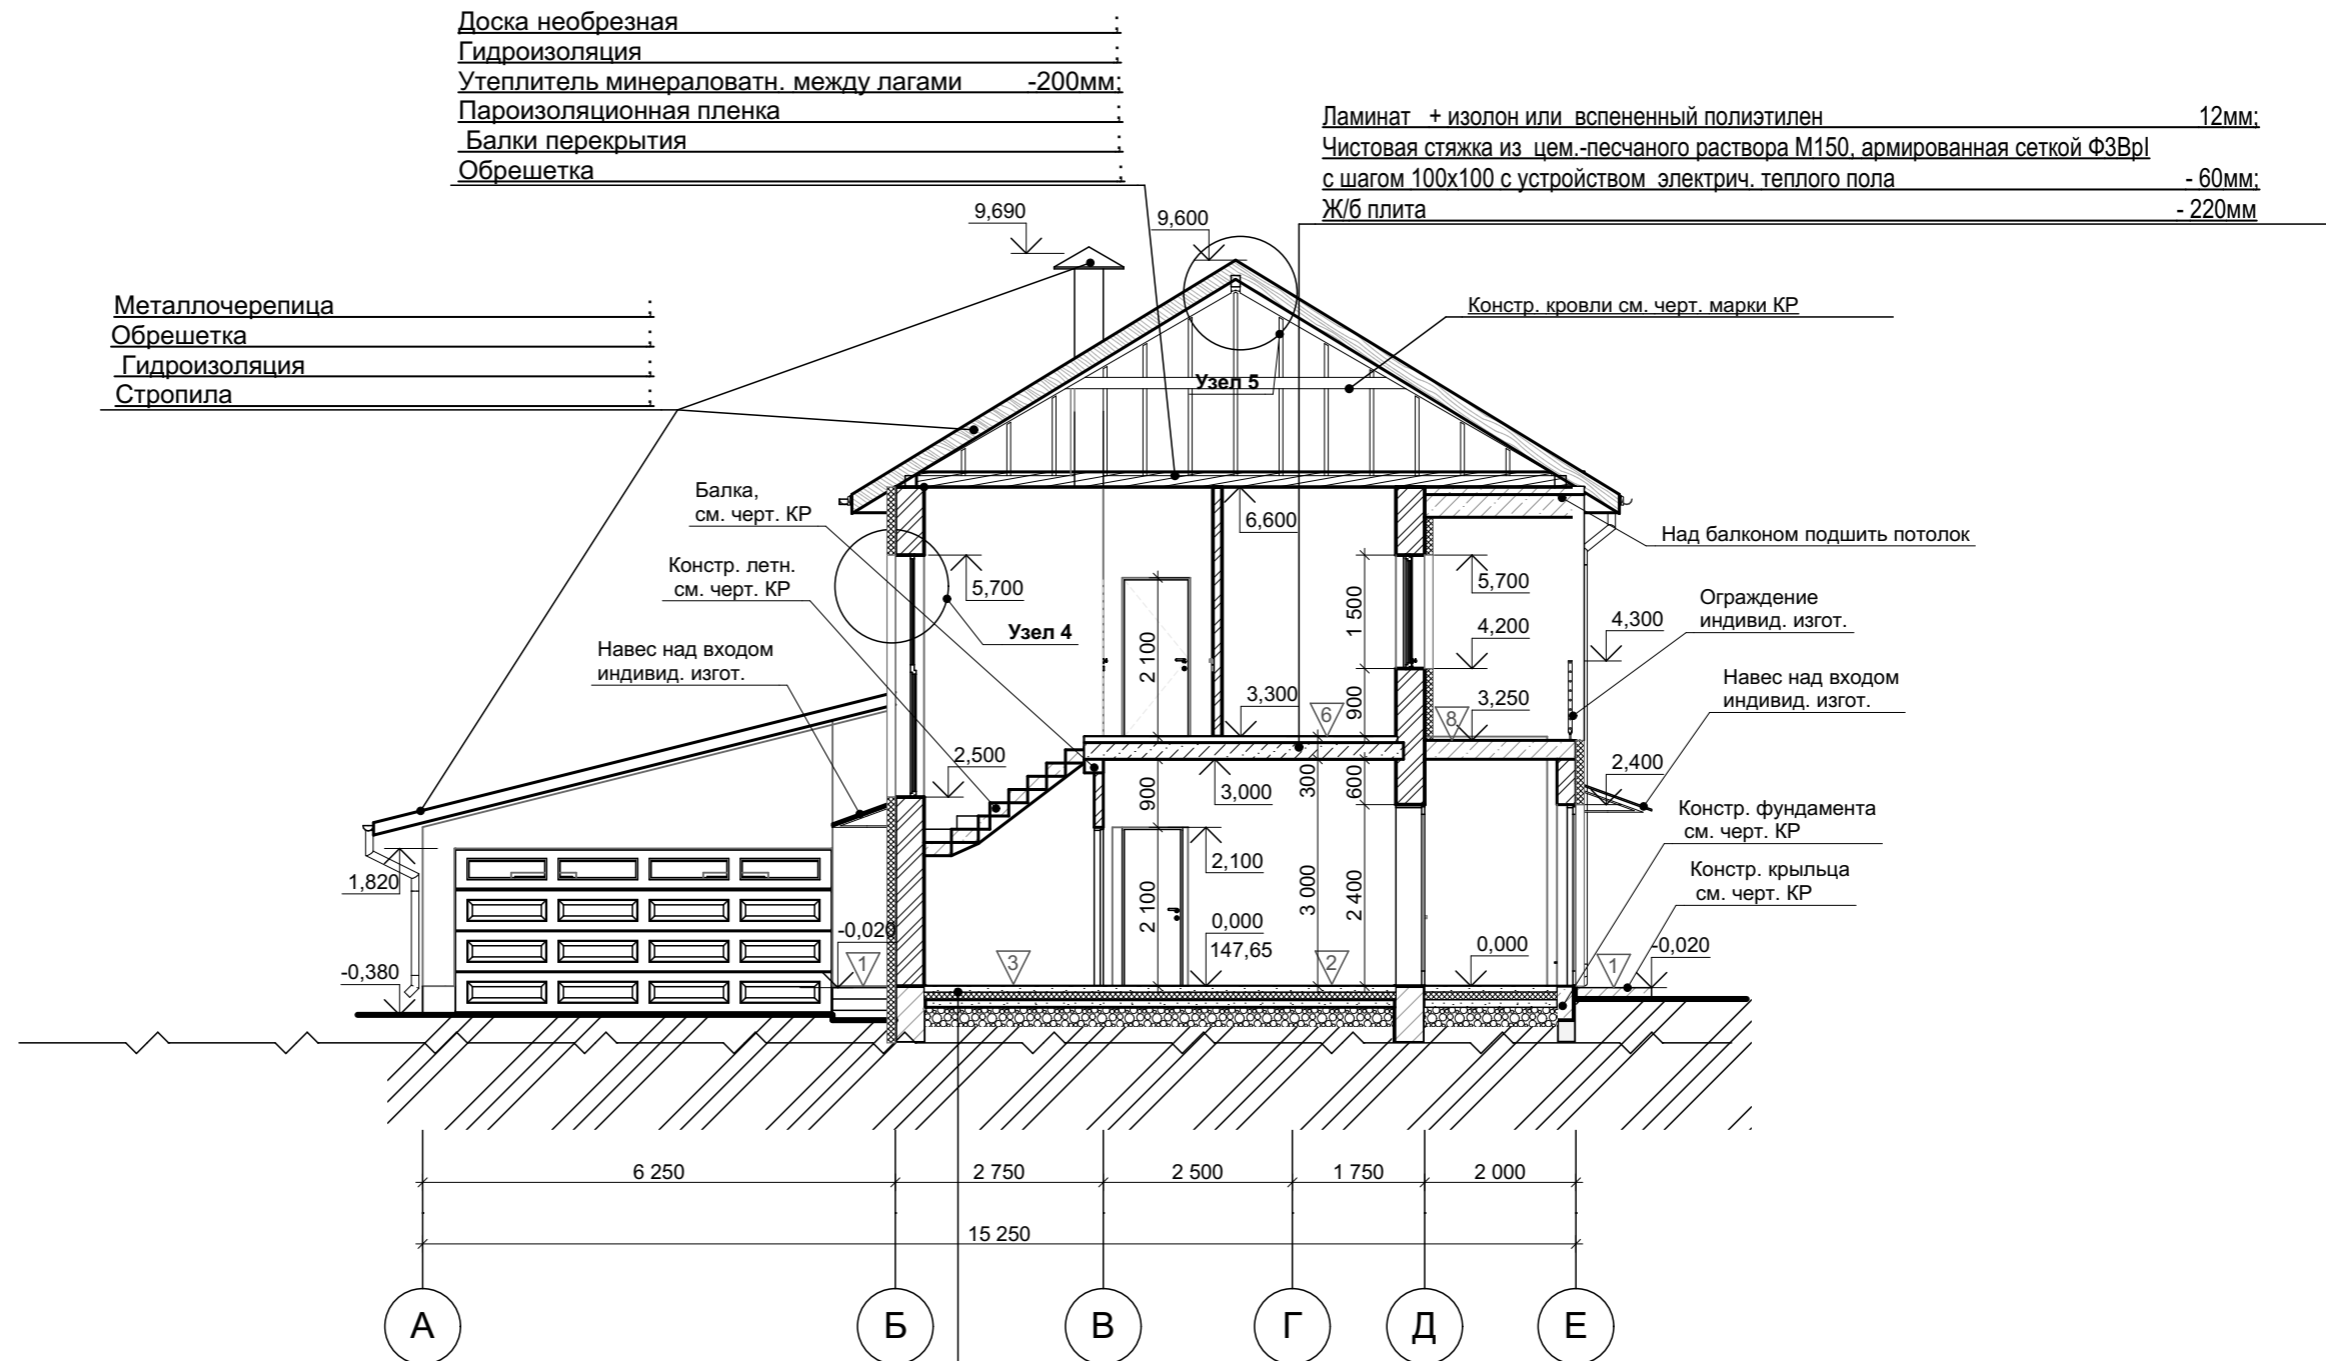 Доска необрезная ;
Гидроизоляция ;
Утеплитель минераловатн. между лагами -200мм;
Пароизоляционная пленка ;
Балки перекрытия ;
Обрешетка ;
Ламинат + изолон или вспененный полиэтилен 12мм;
Чистовая стяжка из цем.-песчаного раствора М150, армированная сеткой Ф3ВрI
с шагом 100х100 с устройством электрич. теплого пола - 60мм;
Ж/б плита - 220мм
9,690
9,600
Металлочерепица ;
Обрешетка ;
Гидроизоляция ;
Стропила ;
Констр. кровли см. черт. марки КР
Узел 5
Балка,
см. черт. КР
6,600
Над балконом подшить потолок
Констр. летн.
см. черт. КР
5,700
5,700
1 500
Ограждение
индивид. изгот.
4,300
4,200
Узел 4
2 100
Навес над входом
индивид. изгот.
Навес над входом
индивид. изгот.
3,300
6
900
8
3,250
2,500
900
3,000
300
600
2,400
Констр. фундамента
см. черт. КР
2,100
Констр. крыльца
см. черт. КР
1,820
2 100
3 000
2 400
-0,020
0,000
147,65
0,000
-0,020
-0,380
1
3
2
1
6 250
2 750
2 500
1 750
2 000
15 250
А
Б
В
Г
Д
Е